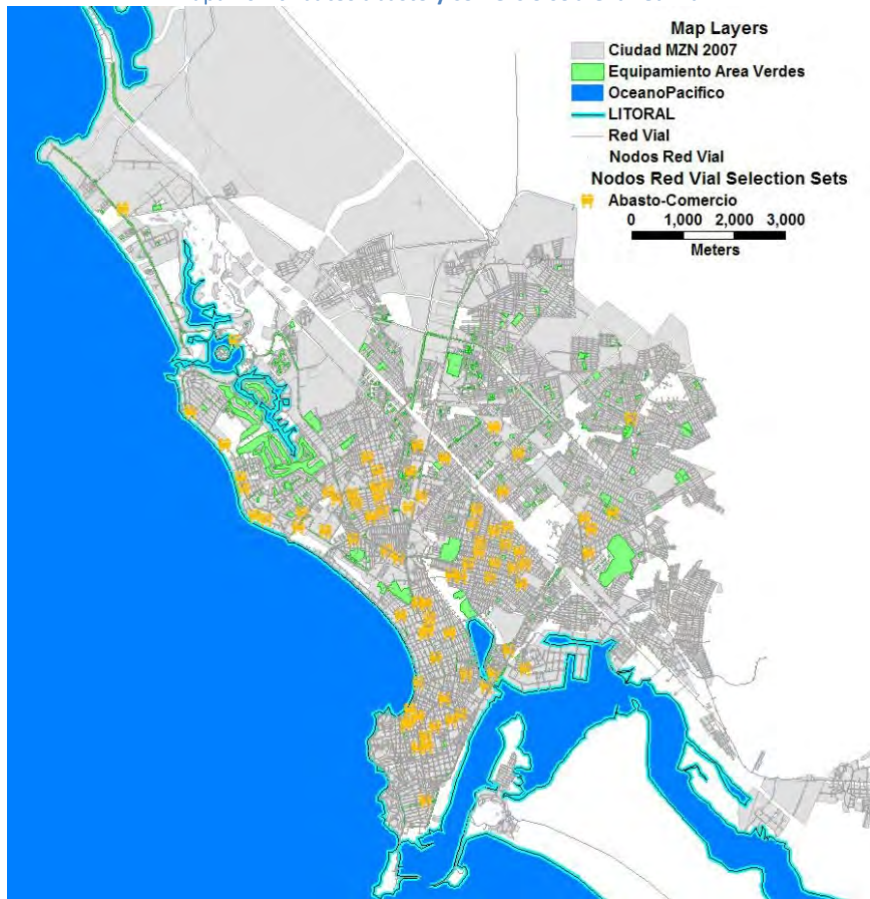 Map Layers
Ciudad MZN 2007
Equipamiento Area Verdes
OceanoPacifico
LITORAL
Red Vial
Nodos Red Vial
Nodos Red Vial Selection Sets
Abasto-Comercio
0 1,000 2,000 3,000
Meters